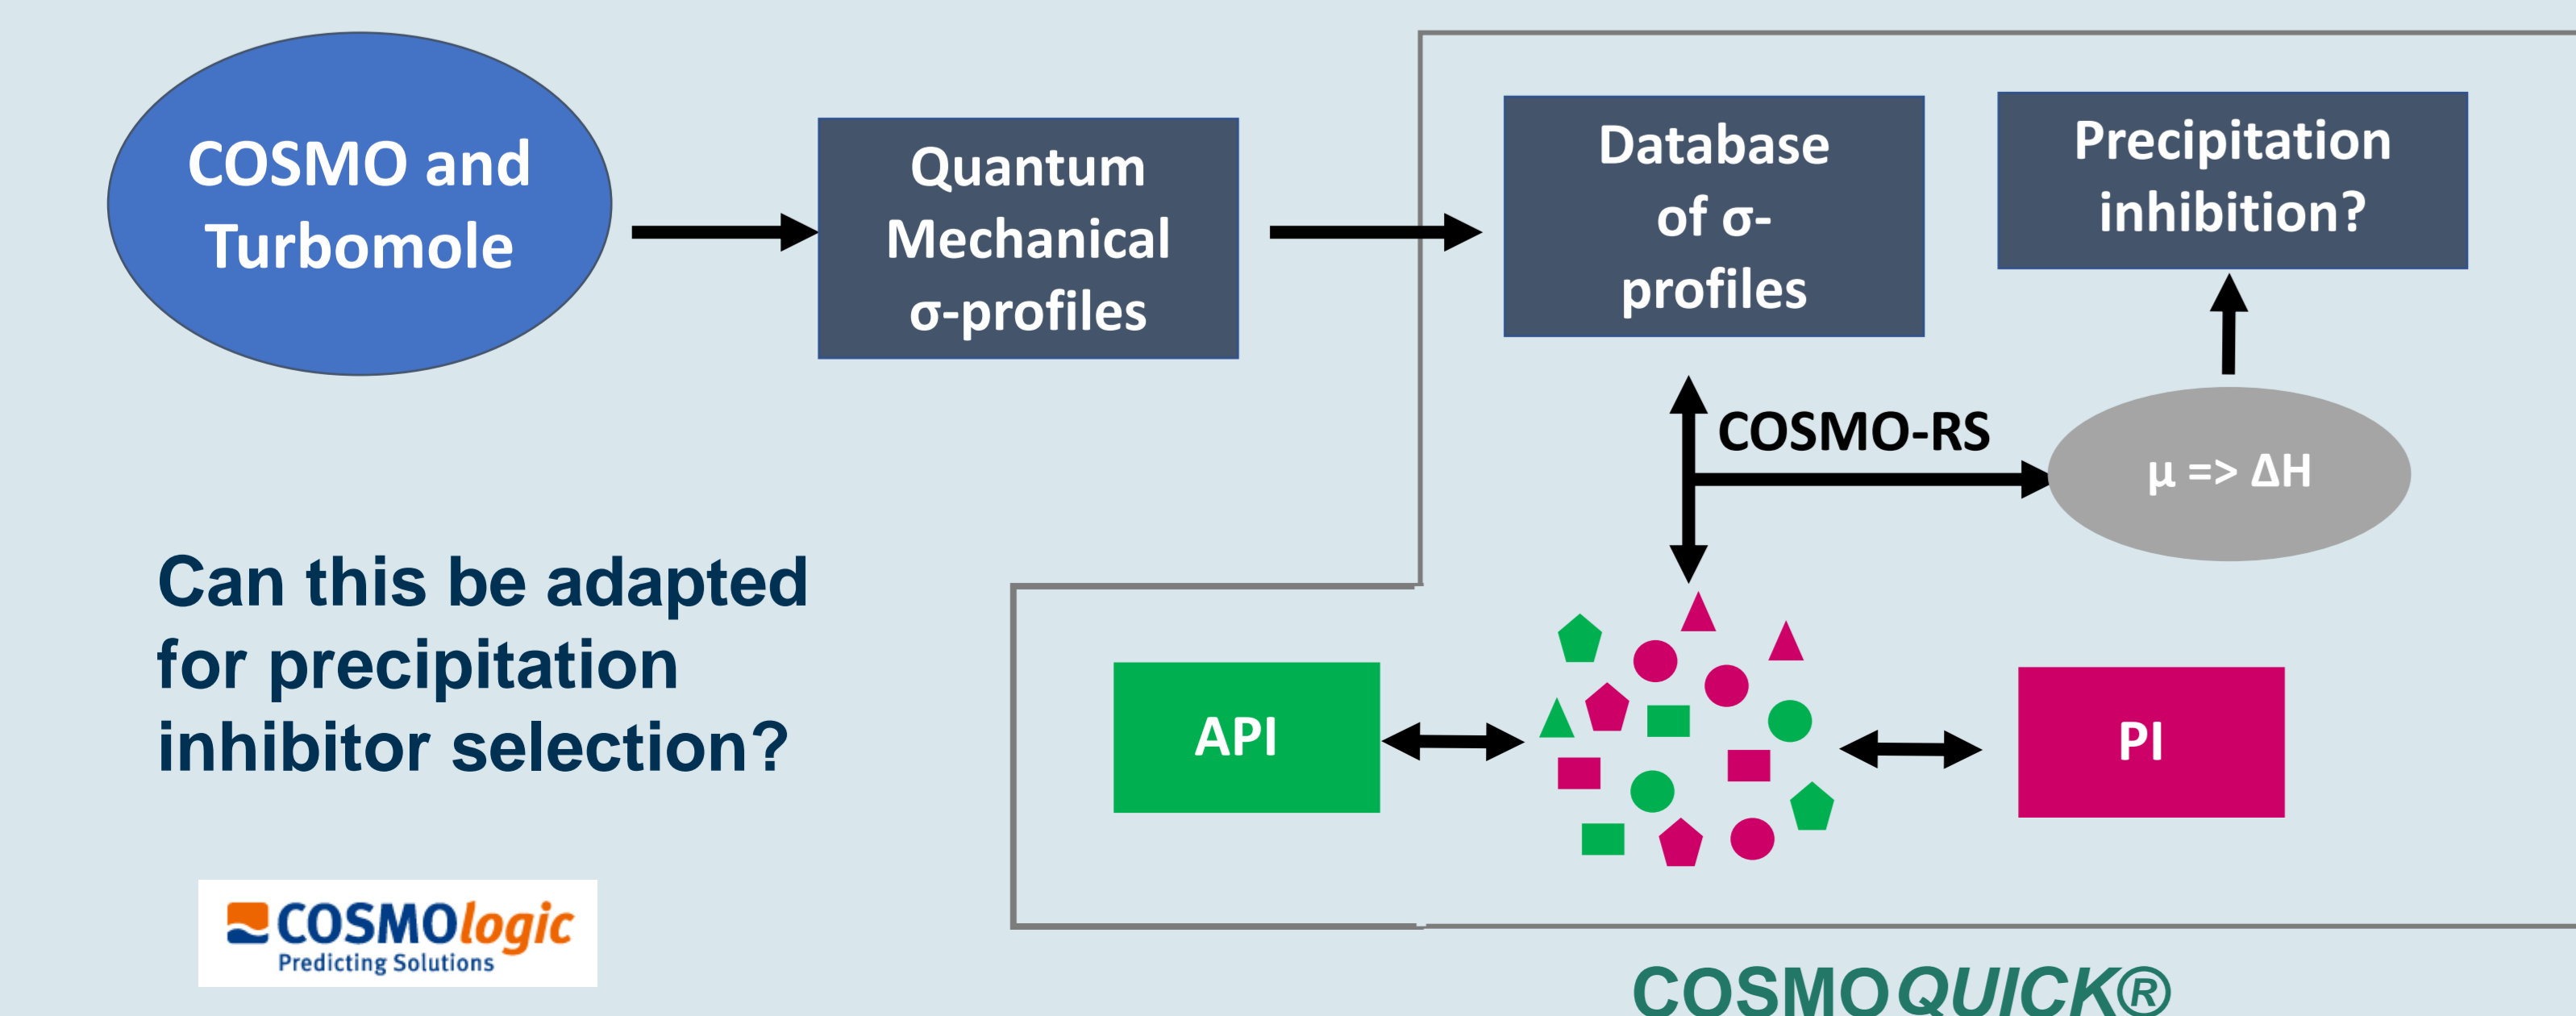 COSMO and
Turbomole
Quantum
Mechanical
σ-profiles
Database
of σ-
profiles
Precipitation
inhibition?
COSMO-RS
μ => ΔH
Can this be adapted
for precipitation
inhibitor selection?
API
PI
COSMOlogic
Predicting Solutions
COSMOQUICK®